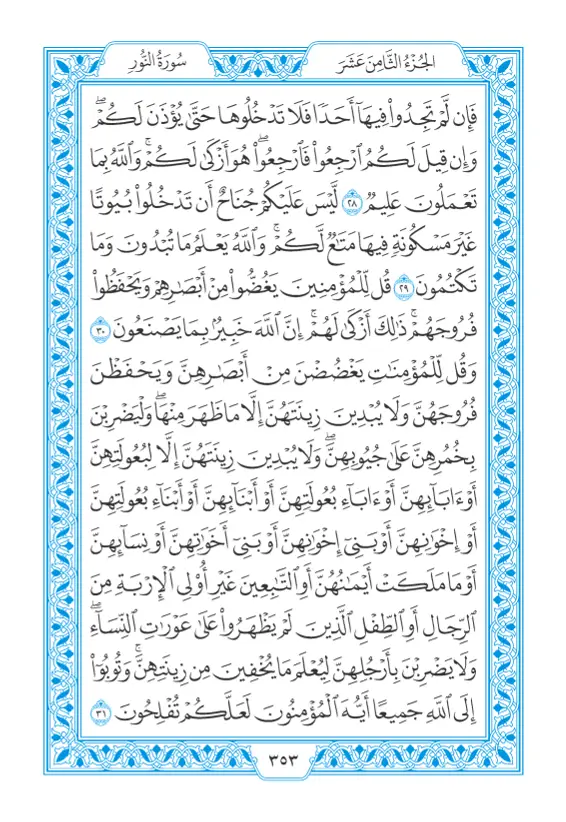 الجُزْءُ الثَّامِنَ عَشَرَ
سُورَةُ النُّورِ
فَإِن لَّمْ تَجِدُوا۟ فِيهَآ أَحَدًۭا فَلَا تَدْخُلُوهَا حَتَّىٰ يُؤْذَنَ لَكُمْ ۖ
وَإِن قِيلَ لَكُمُ ٱرْجِعُوا۟ فَٱرْجِعُوا۟ ۖ هُوَ أَزْكَىٰ لَكُمْ ۚ وَٱللَّهُ بِمَا
تَعْمَلُونَ عَلِيمٌۭ ٢٨ لَّيْسَ عَلَيْكُمْ جُنَاحٌ أَن تَدْخُلُوا۟ بُيُوتًا
غَيْرَ مَسْكُونَةٍۢ فِيهَا مَتَـٰعٌۭ لَّكُمْ ۚ وَٱللَّهُ يَعْلَمُ مَا تُبْدُونَ وَمَا
تَكْتُمُونَ ٢٩ قُل لِّلْمُؤْمِنِينَ يَغُضُّوا۟ مِنْ أَبْصَـٰرِهِمْ وَيَحْفَظُوا۟
فُرُوجَهُمْ ۚ ذَٰلِكَ أَزْكَىٰ لَهُمْ ۗ إِنَّ ٱللَّهَ خَبِيرٌۢ بِمَا يَصْنَعُونَ ٣٠
وَقُل لِّلْمُؤْمِنَـٰتِ يَغْضُضْنَ مِنْ أَبْصَـٰرِهِنَّ وَيَحْفَظْنَ
فُرُوجَهُنَّ وَلَا يُبْدِينَ زِينَتَهُنَّ إِلَّا مَا ظَهَرَ مِنْهَا ۖ وَلْيَضْرِبْنَ
بِخُمُرِهِنَّ عَلَىٰ جُيُوبِهِنَّ ۖ وَلَا يُبْدِينَ زِينَتَهُنَّ إِلَّا لِبُعُولَتِهِنَّ
أَوْ ءَابَآئِهِنَّ أَوْ ءَابَآءِ بُعُولَتِهِنَّ أَوْ أَبْنَآئِهِنَّ أَوْ أَبْنَآءِ بُعُولَتِهِنَّ
أَوْ إِخْوَٰنِهِنَّ أَوْ بَنِىٓ إِخْوَٰنِهِنَّ أَوْ بَنِىٓ أَخَوَٰتِهِنَّ أَوْ نِسَآئِهِنَّ
أَوْ مَا مَلَكَتْ أَيْمَـٰنُهُنَّ أَوِ ٱلتَّـٰبِعِينَ غَيْرِ أُو۟لِى ٱلْإِرْبَةِ مِنَ
ٱلرِّجَالِ أَوِ ٱلطِّفْلِ ٱلَّذِينَ لَمْ يَظْهَرُوا۟ عَلَىٰ عَوْرَٰتِ ٱلنِّسَآءِ ۖ
وَلَا يَضْرِبْنَ بِأَرْجُلِهِنَّ لِيُعْلَمَ مَا يُخْفِينَ مِن زِينَتِهِنَّ ۚ وَتُوبُوٓا۟
إِلَى ٱللَّهِ جَمِيعًا أَيُّهَ ٱلْمُؤْمِنُونَ لَعَلَّكُمْ تُفْلِحُونَ ٣١
٣٥٣